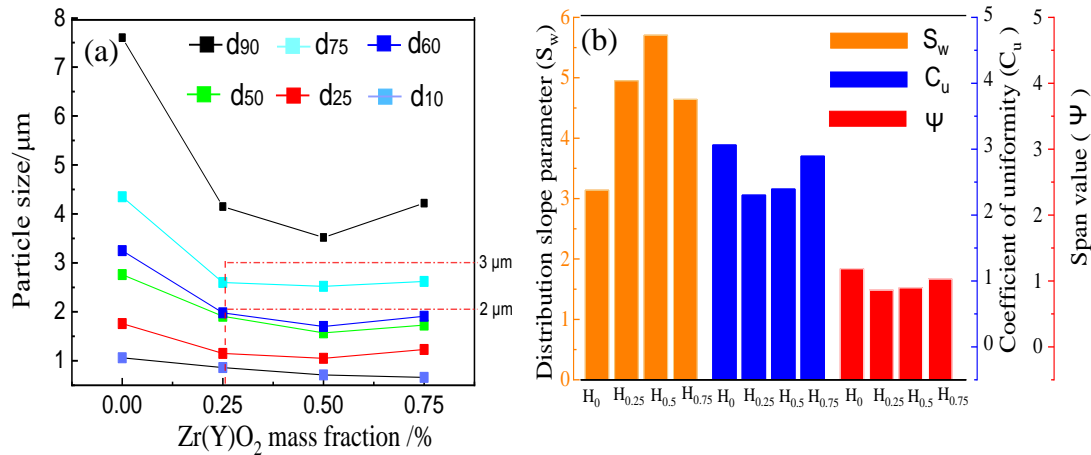 (a)
d90 d75 d60
d50 d25 d10
8
7
6
5
4
3
2
1
Particle size/μm
3 μm
2 μm
0.00 0.25 0.50 0.75
Zr(Y)O2 mass fraction /%
(b)
Sw
Cu
Ψ
6
5
4
3
2
1
0
Distribution slope parameter (Sw)
H0 H0.25 H0.5 H0.75 H0 H0.25 H0.5 H0.75 H0 H0.25 H0.5 H0.75
5
4
3
2
1
0
Coefficient of uniformity (Cu)
5
4
3
2
1
0
Span value (Ψ)